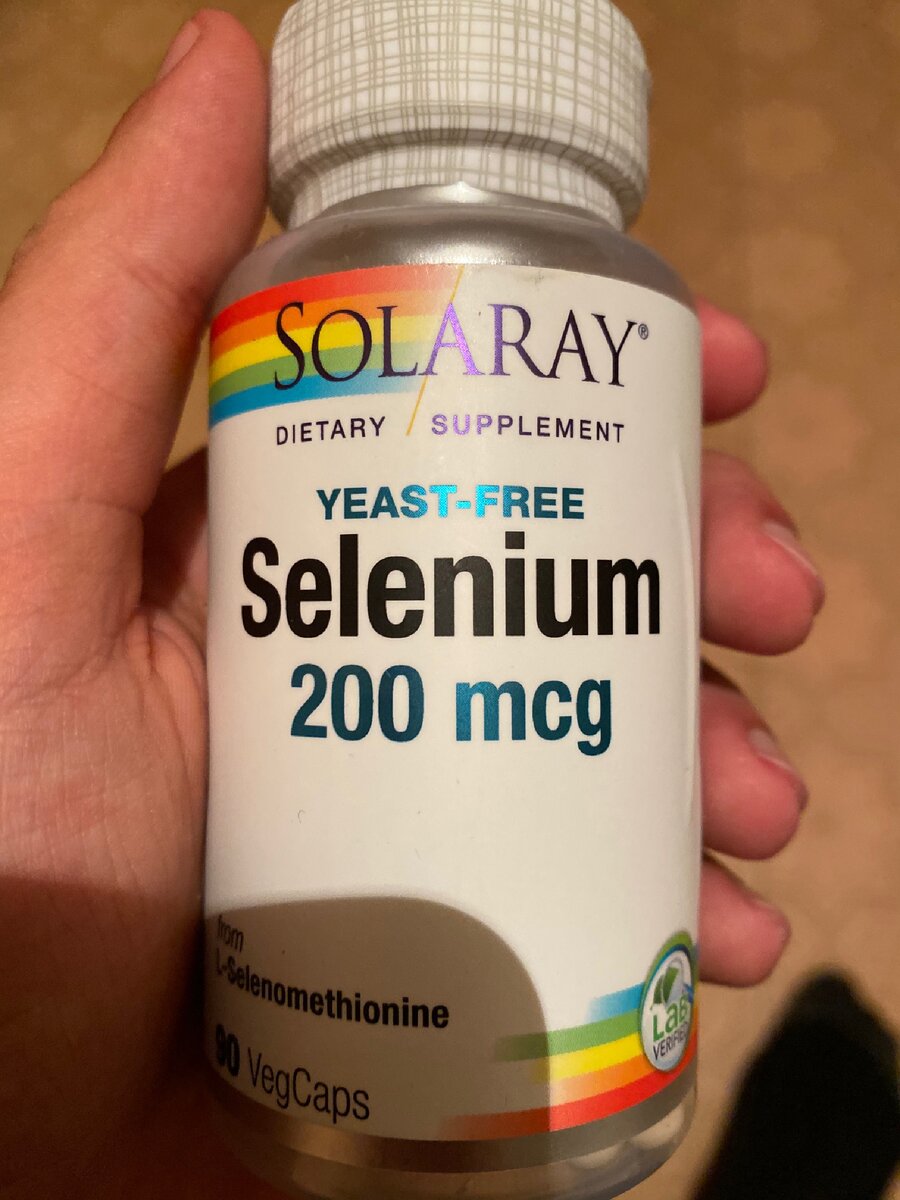 SOLARAY®
DIETARY SUPPLEMENT
YEAST-FREE
Selenium
200 mcg
from
L-Selenomethionine
90 VegCaps
Lab
VERIFIED